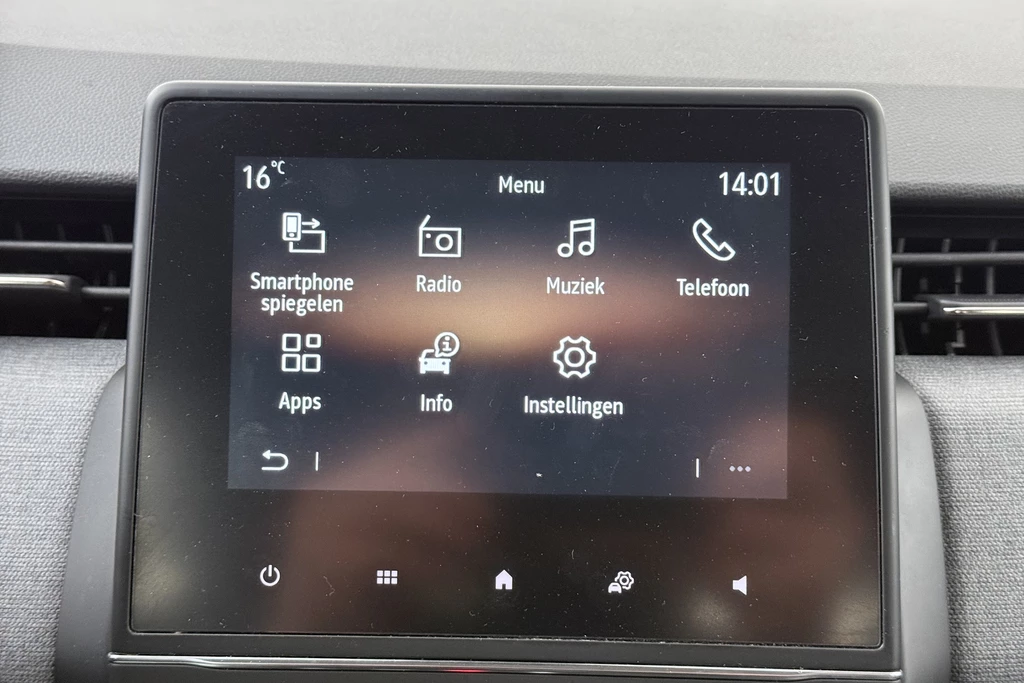 16°C
Menu
14:01
Smartphone
spiegelen
Radio
Muziek
Telefoon
Apps
Info
Instellingen